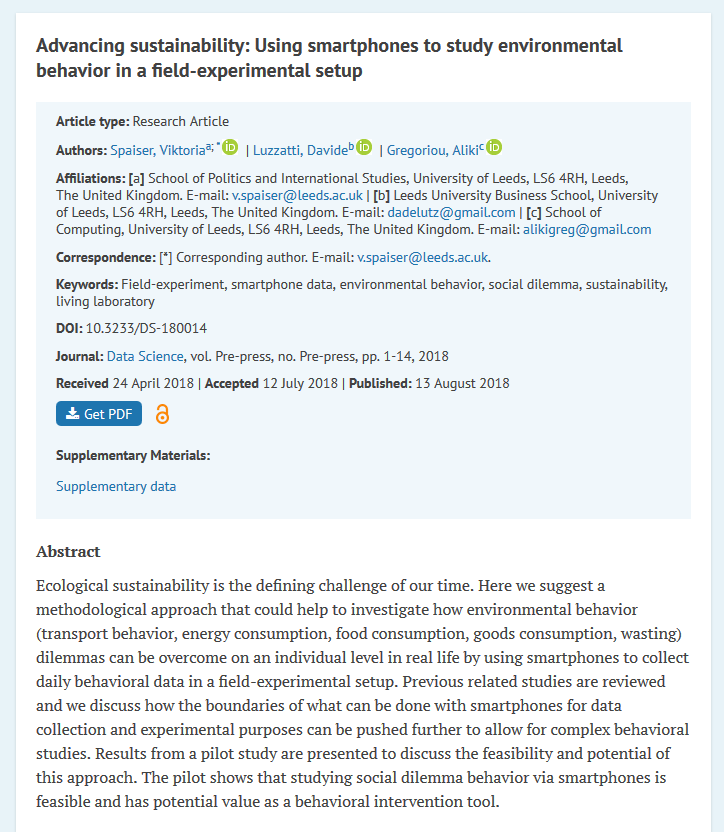 Advancing sustainability: Using smartphones to study environmental
behavior in a field-experimental setup
Article type: Research Article
Authors: Spaiser, Viktoriaa; * iD | Luzzatti, Davideb iD | Gregoriou, Alikic iD
Affiliations: [a] School of Politics and International Studies, University of Leeds, LS6 4RH, Leeds,
The United Kingdom. E-mail: v.spaiser@leeds.ac.uk | [b] Leeds University Business School, University
of Leeds, LS6 4RH, Leeds, The United Kingdom. E-mail: dadelutz@gmail.com | [c] School of
Computing, University of Leeds, LS6 4RH, Leeds, The United Kingdom. E-mail: alikigreg@gmail.com
Correspondence: [*] Corresponding author. E-mail: v.spaiser@leeds.ac.uk.
Keywords: Field-experiment, smartphone data, environmental behavior, social dilemma, sustainability,
living laboratory
DOI: 10.3233/DS-180014
Journal: Data Science, vol. Pre-press, no. Pre-press, pp. 1-14, 2018
Received 24 April 2018 | Accepted 12 July 2018 | Published: 13 August 2018
Get PDF
Supplementary Materials:
Supplementary data
Abstract
Ecological sustainability is the defining challenge of our time. Here we suggest a
methodological approach that could help to investigate how environmental behavior
(transport behavior, energy consumption, food consumption, goods consumption, wasting)
dilemmas can be overcome on an individual level in real life by using smartphones to collect
daily behavioral data in a field-experimental setup. Previous related studies are reviewed
and we discuss how the boundaries of what can be done with smartphones for data
collection and experimental purposes can be pushed further to allow for complex behavioral
studies. Results from a pilot study are presented to discuss the feasibility and potential of
this approach. The pilot shows that studying social dilemma behavior via smartphones is
feasible and has potential value as a behavioral intervention tool.